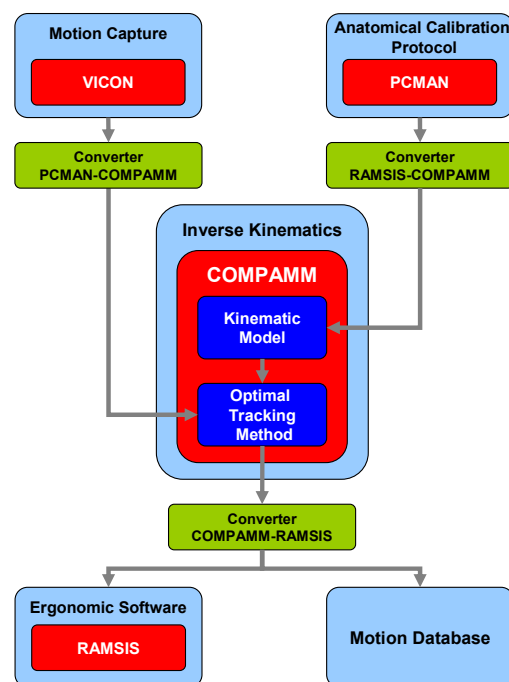 Motion Capture
VICON
Anatomical Calibration
Protocol
PCMAN
Converter
PCMAN-COMPAMM
Converter
RAMSIS-COMPAMM
Inverse Kinematics
COMPAMM
Kinematic
Model
Optimal
Tracking
Method
Converter
COMPAMM-RAMSIS
Ergonomic Software
RAMSIS
Motion Database